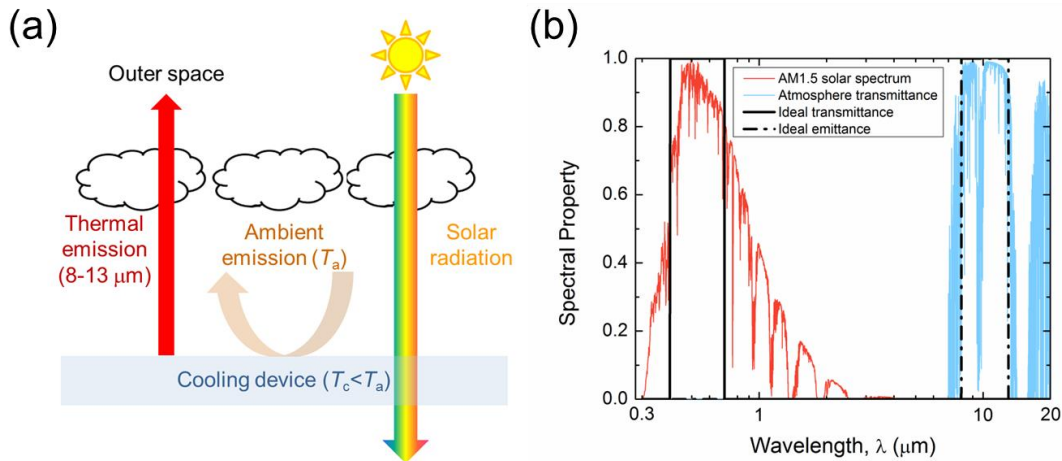 (a)
Outer space
Thermal
emission
(8-13 μm)
Ambient
emission (Ta)
Solar
radiation
Cooling device (Tc<Ta)
(b)
AM1.5 solar spectrum
Atmosphere transmittance
Ideal transmittance
Ideal emittance
Spectral Property
1.0
0.8
0.6
0.4
0.2
0.0
0.3
1
10
20
Wavelength, λ (μm)